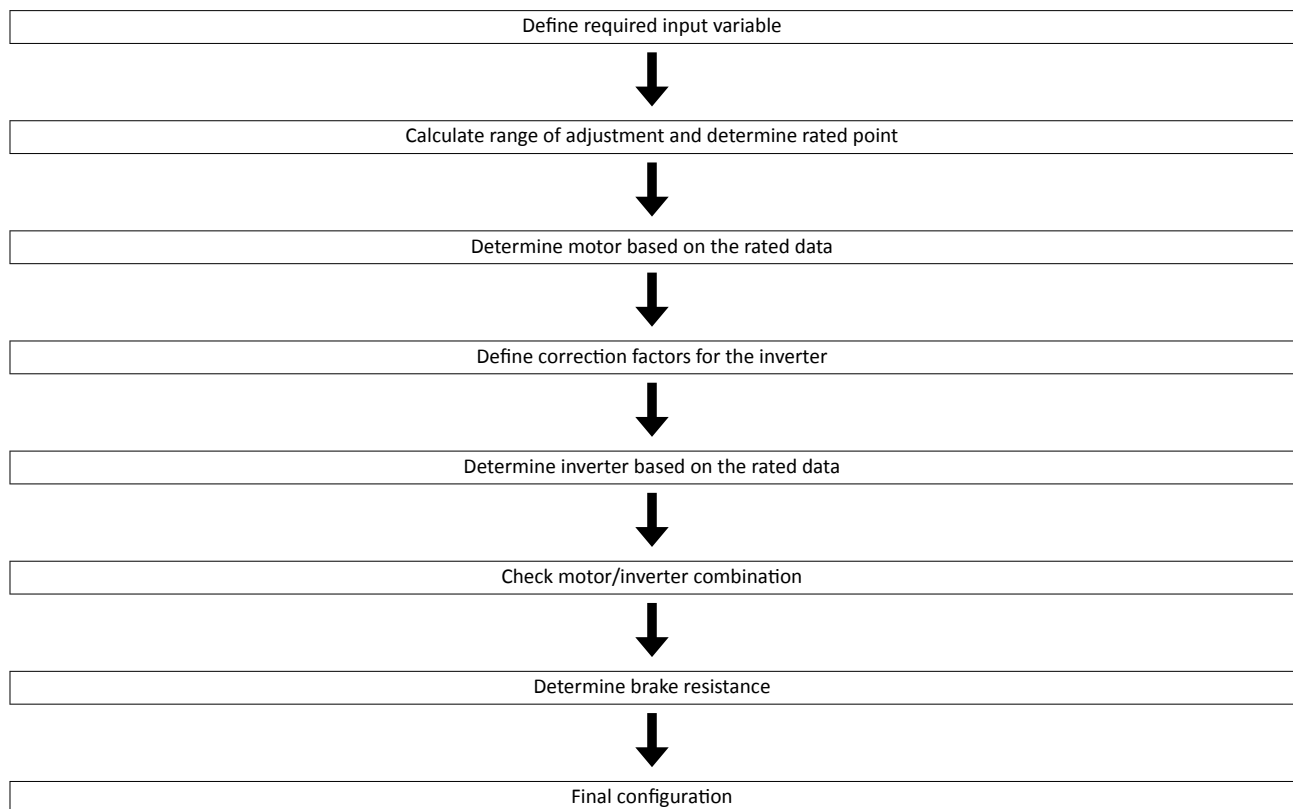 Define required input variable
Calculate range of adjustment and determine rated point
Determine motor based on the rated data
Define correction factors for the inverter
Determine inverter based on the rated data
Check motor/inverter combination
Determine brake resistance
Final configuration